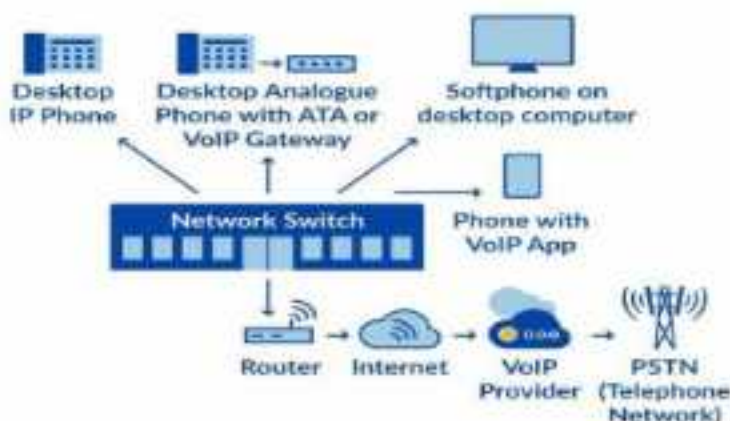 Desktop
IP Phone
Desktop Analogue
Phone with ATA or
VoIP Gateway
Softphone on
desktop computer
Network Switch
Phone with
VoIP App
Router
Internet
VoIP
Provider
PSTN
(Telephone
Network)